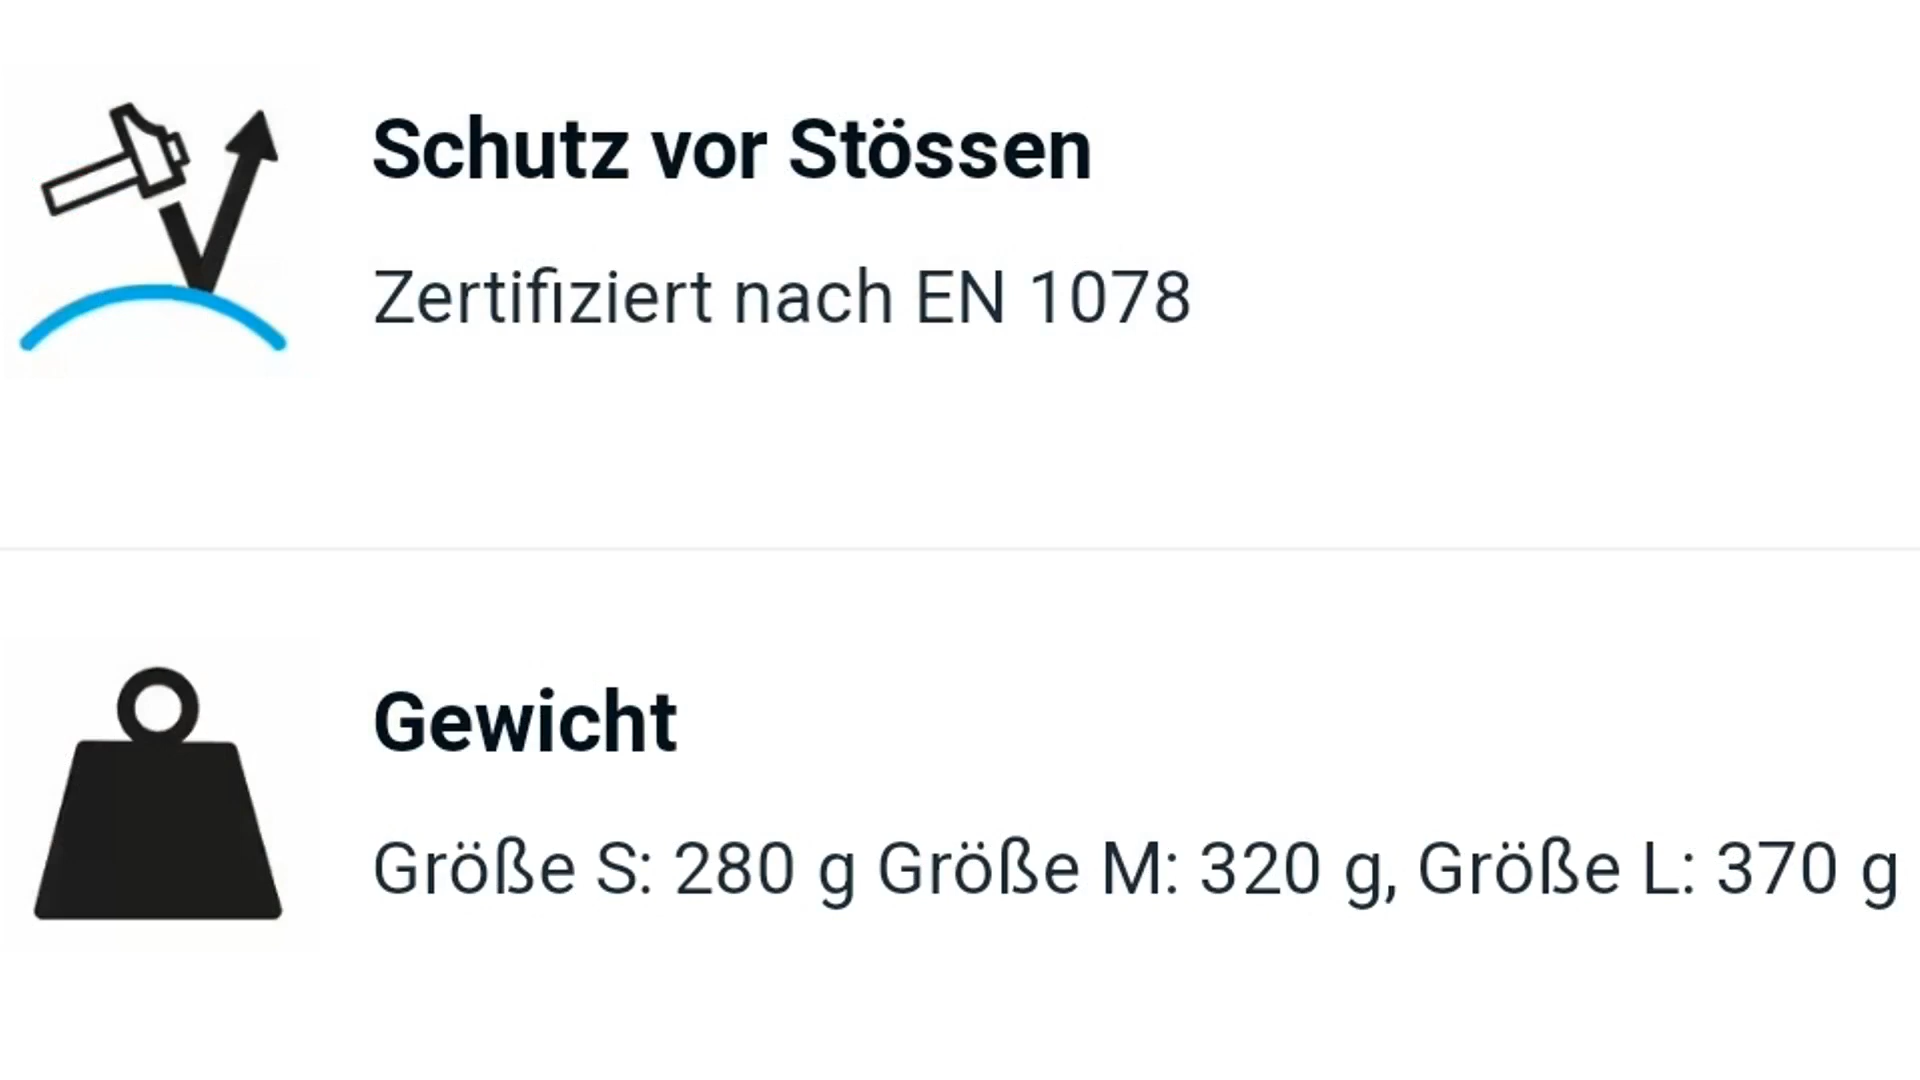 Schutz vor Stössen
Zertifiziert nach EN 1078
Gewicht
Größe S: 280 g Größe M: 320 g, Größe L: 370 g